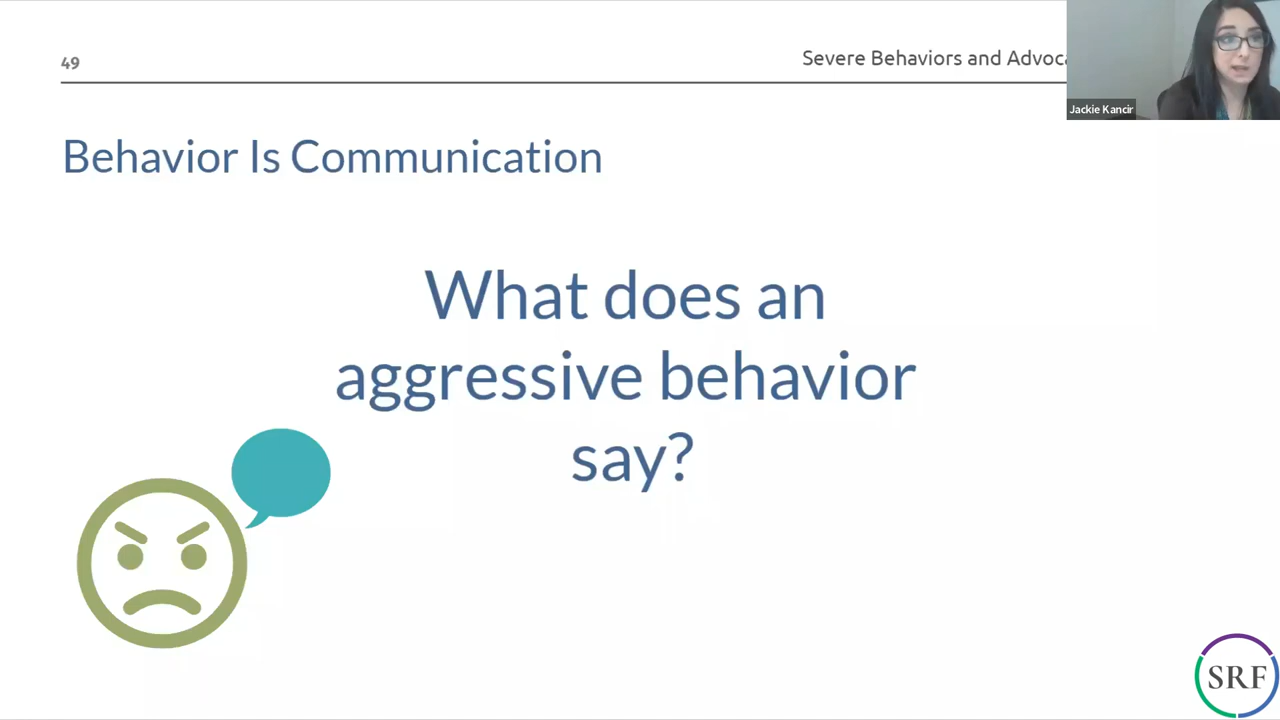 49
Severe Behaviors and Advoca
Jackie Kancir
Behavior Is Communication
What does an
aggressive behavior
say?
SRF